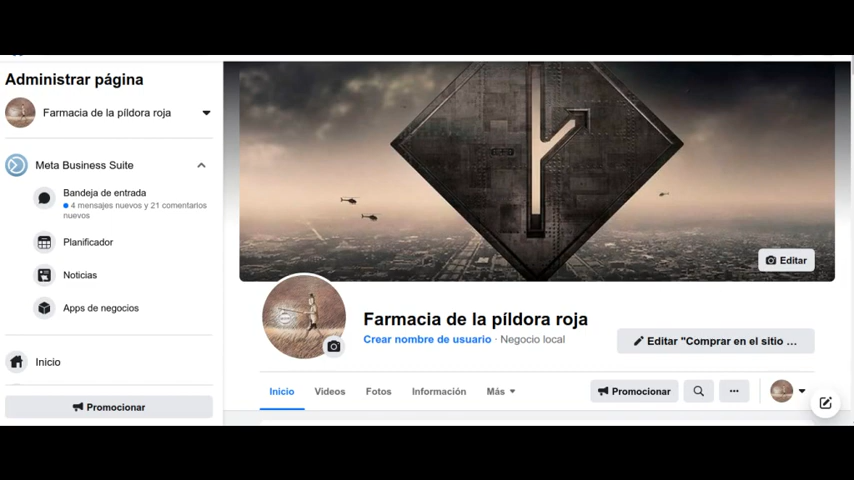 Administrar página
Farmacia de la píldora roja
Meta Business Suite
Bandeja de entrada
4 mensajes nuevos y 21 comentarios
nuevos
Planificador
Noticias
Apps de negocios
Inicio
Promocionar
Editar
Farmacia de la píldora roja
Crear nombre de usuario · Negocio local
Editar "Comprar en el sitio ...
Inicio
Videos
Fotos
Información
Más
Promocionar